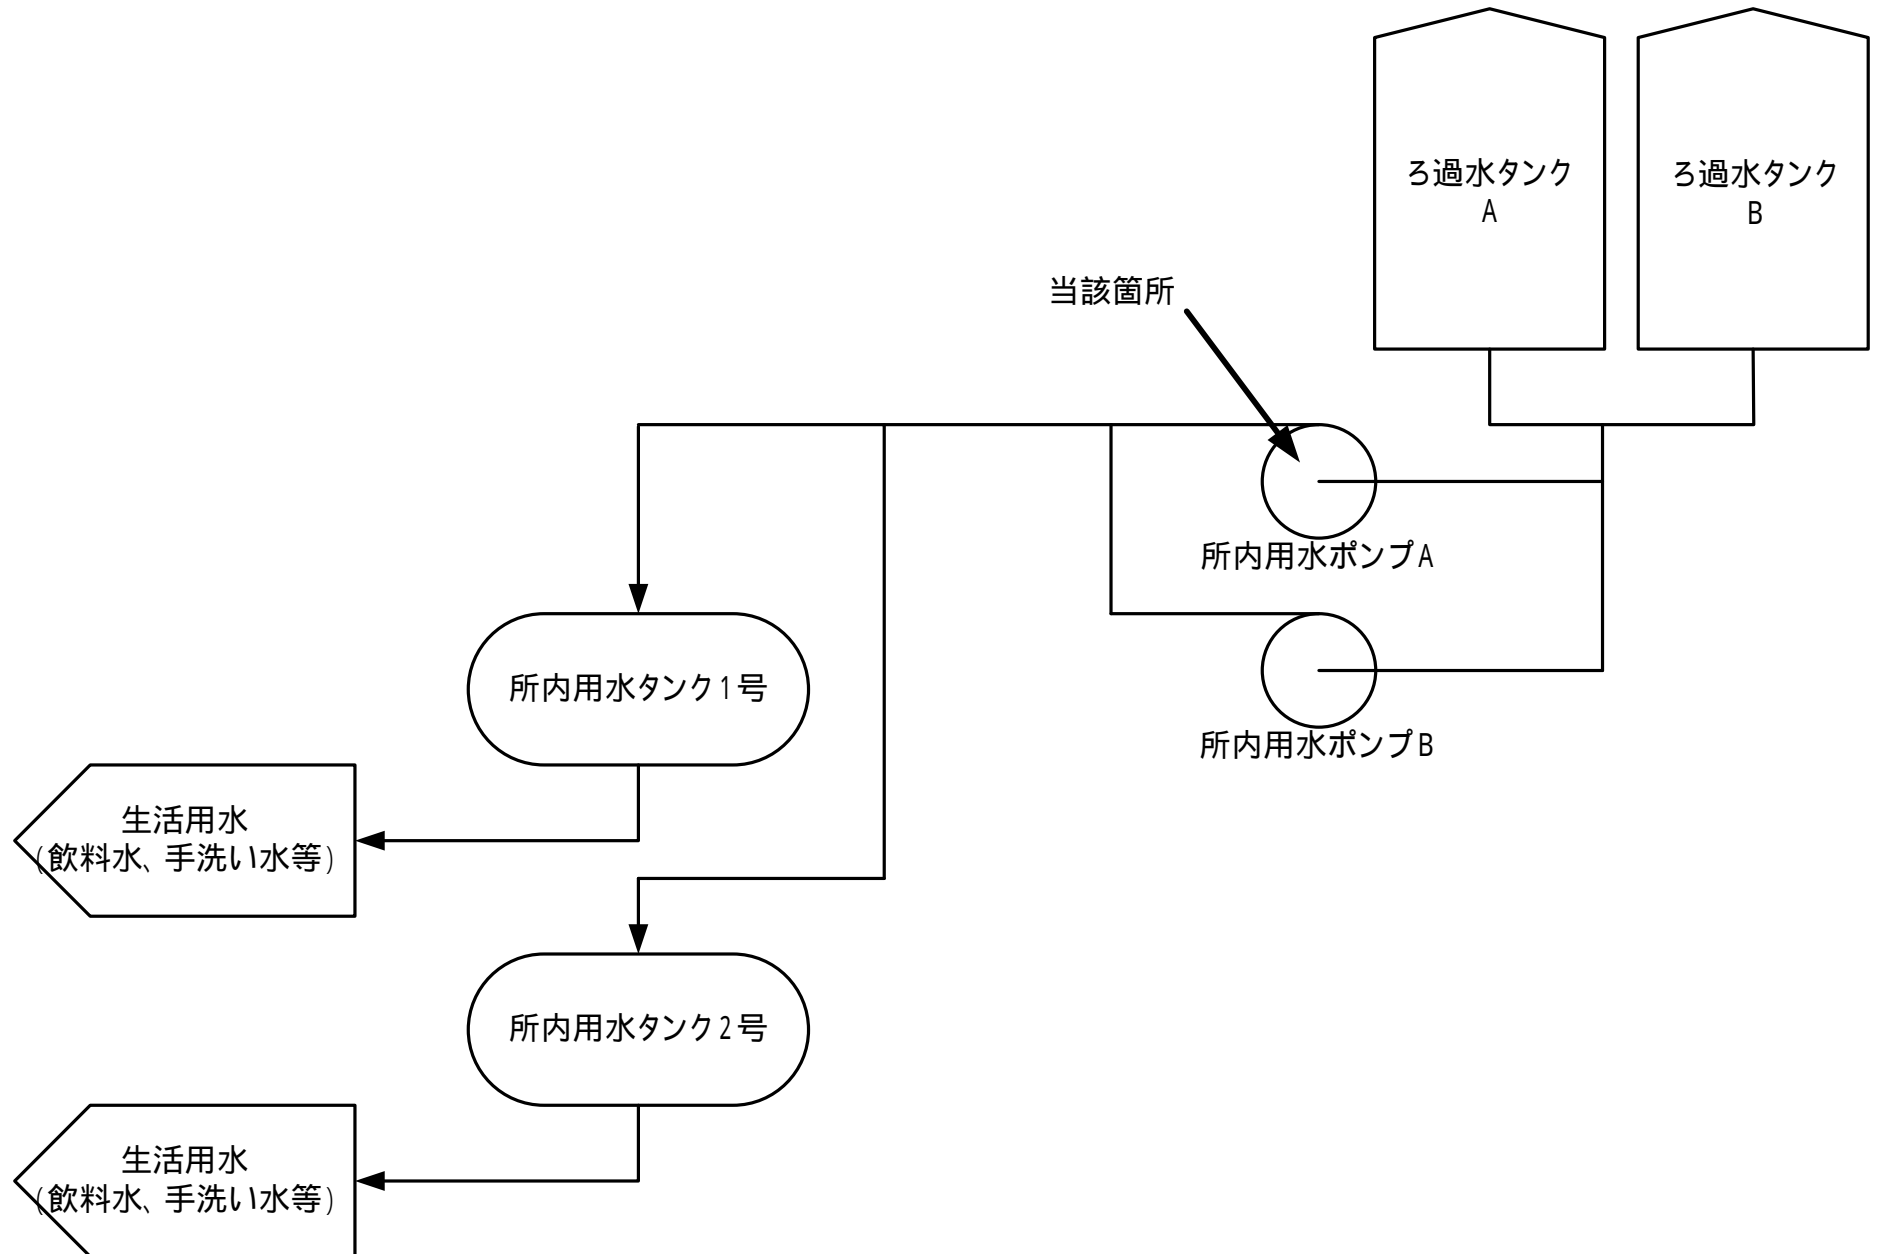 ろ過水タンク
A
ろ過水タンク
B
当該箇所
所内用水ポンプA
所内用水タンク1号
所内用水ポンプB
生活用水
(飲料水、手洗い水等)
所内用水タンク2号
生活用水
(飲料水、手洗い水等)